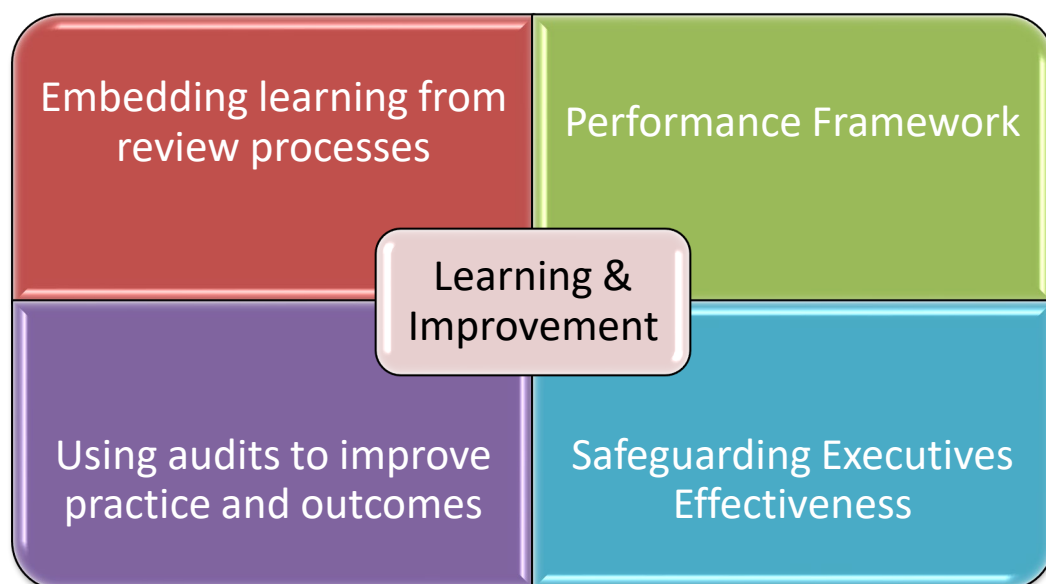 Embedding learning from
review processes
Performance Framework
Learning &
Improvement
Using audits to improve
practice and outcomes
Safeguarding Executives
Effectiveness